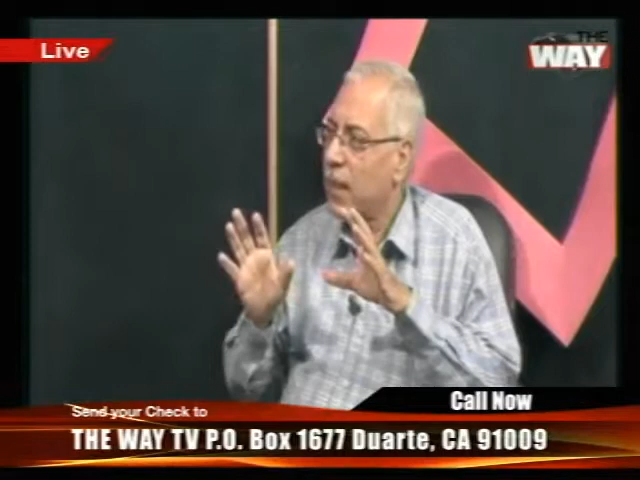 Live
THE
WAY
Call Now
Send your Check to
THE WAY TV P.O. Box 1677 Duarte, CA 91009